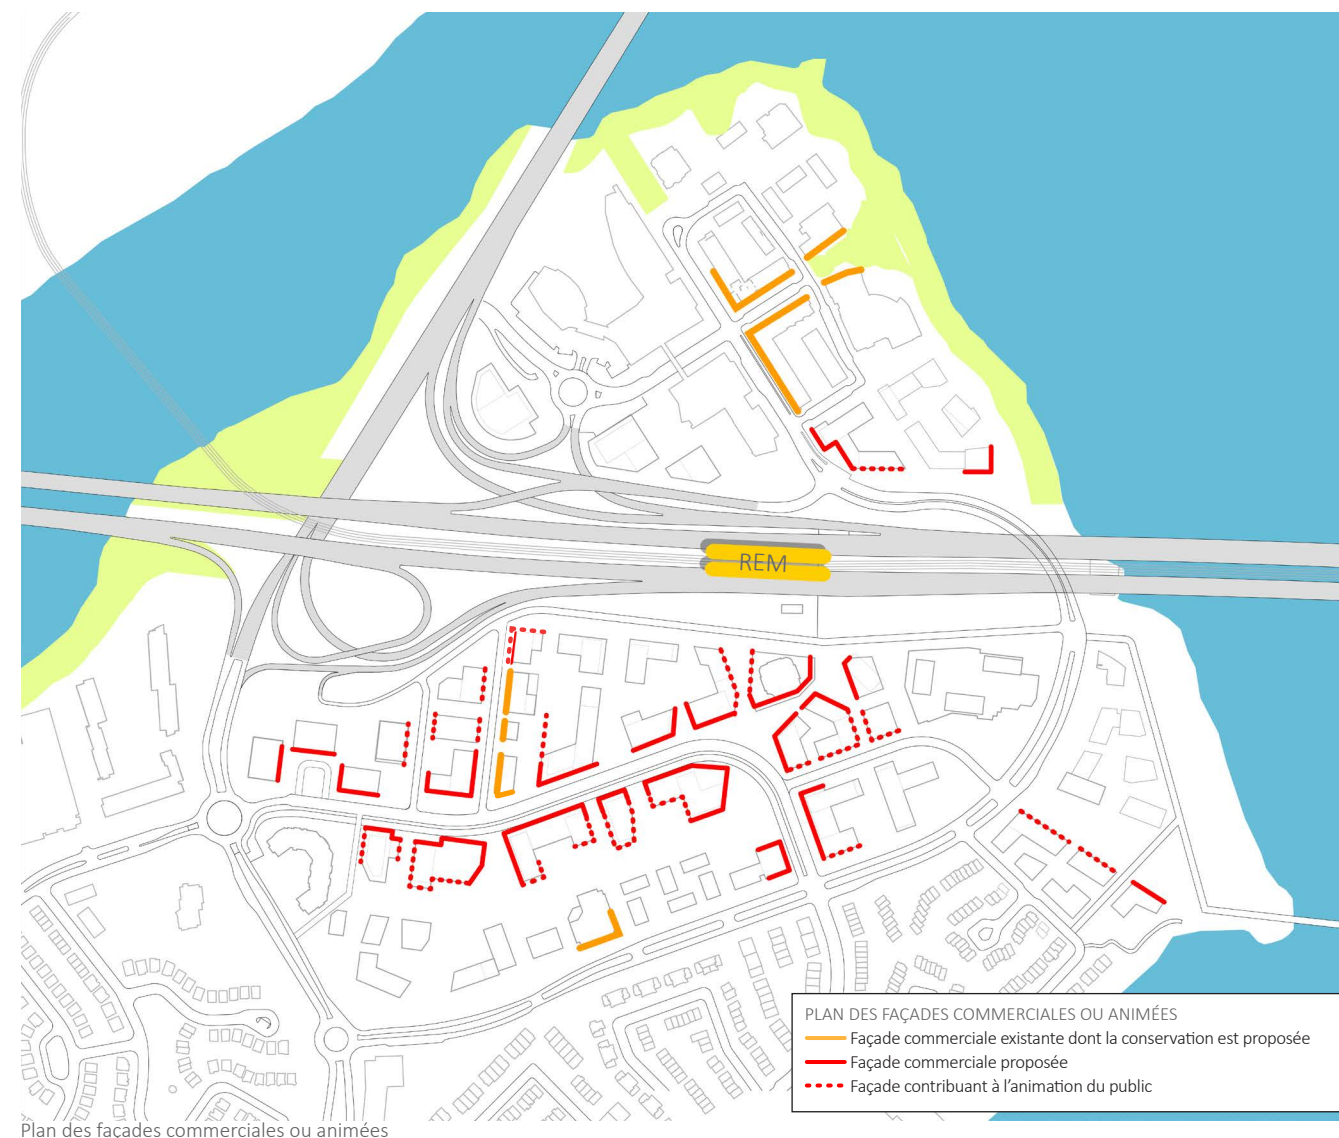 REM
PLAN DES FAÇADES COMMERCIALES OU ANIMÉES
Façade commerciale existante dont la conservation est proposée
Façade commerciale proposée
Façade contribuant à l'animation du public
Plan des façades commerciales ou animées